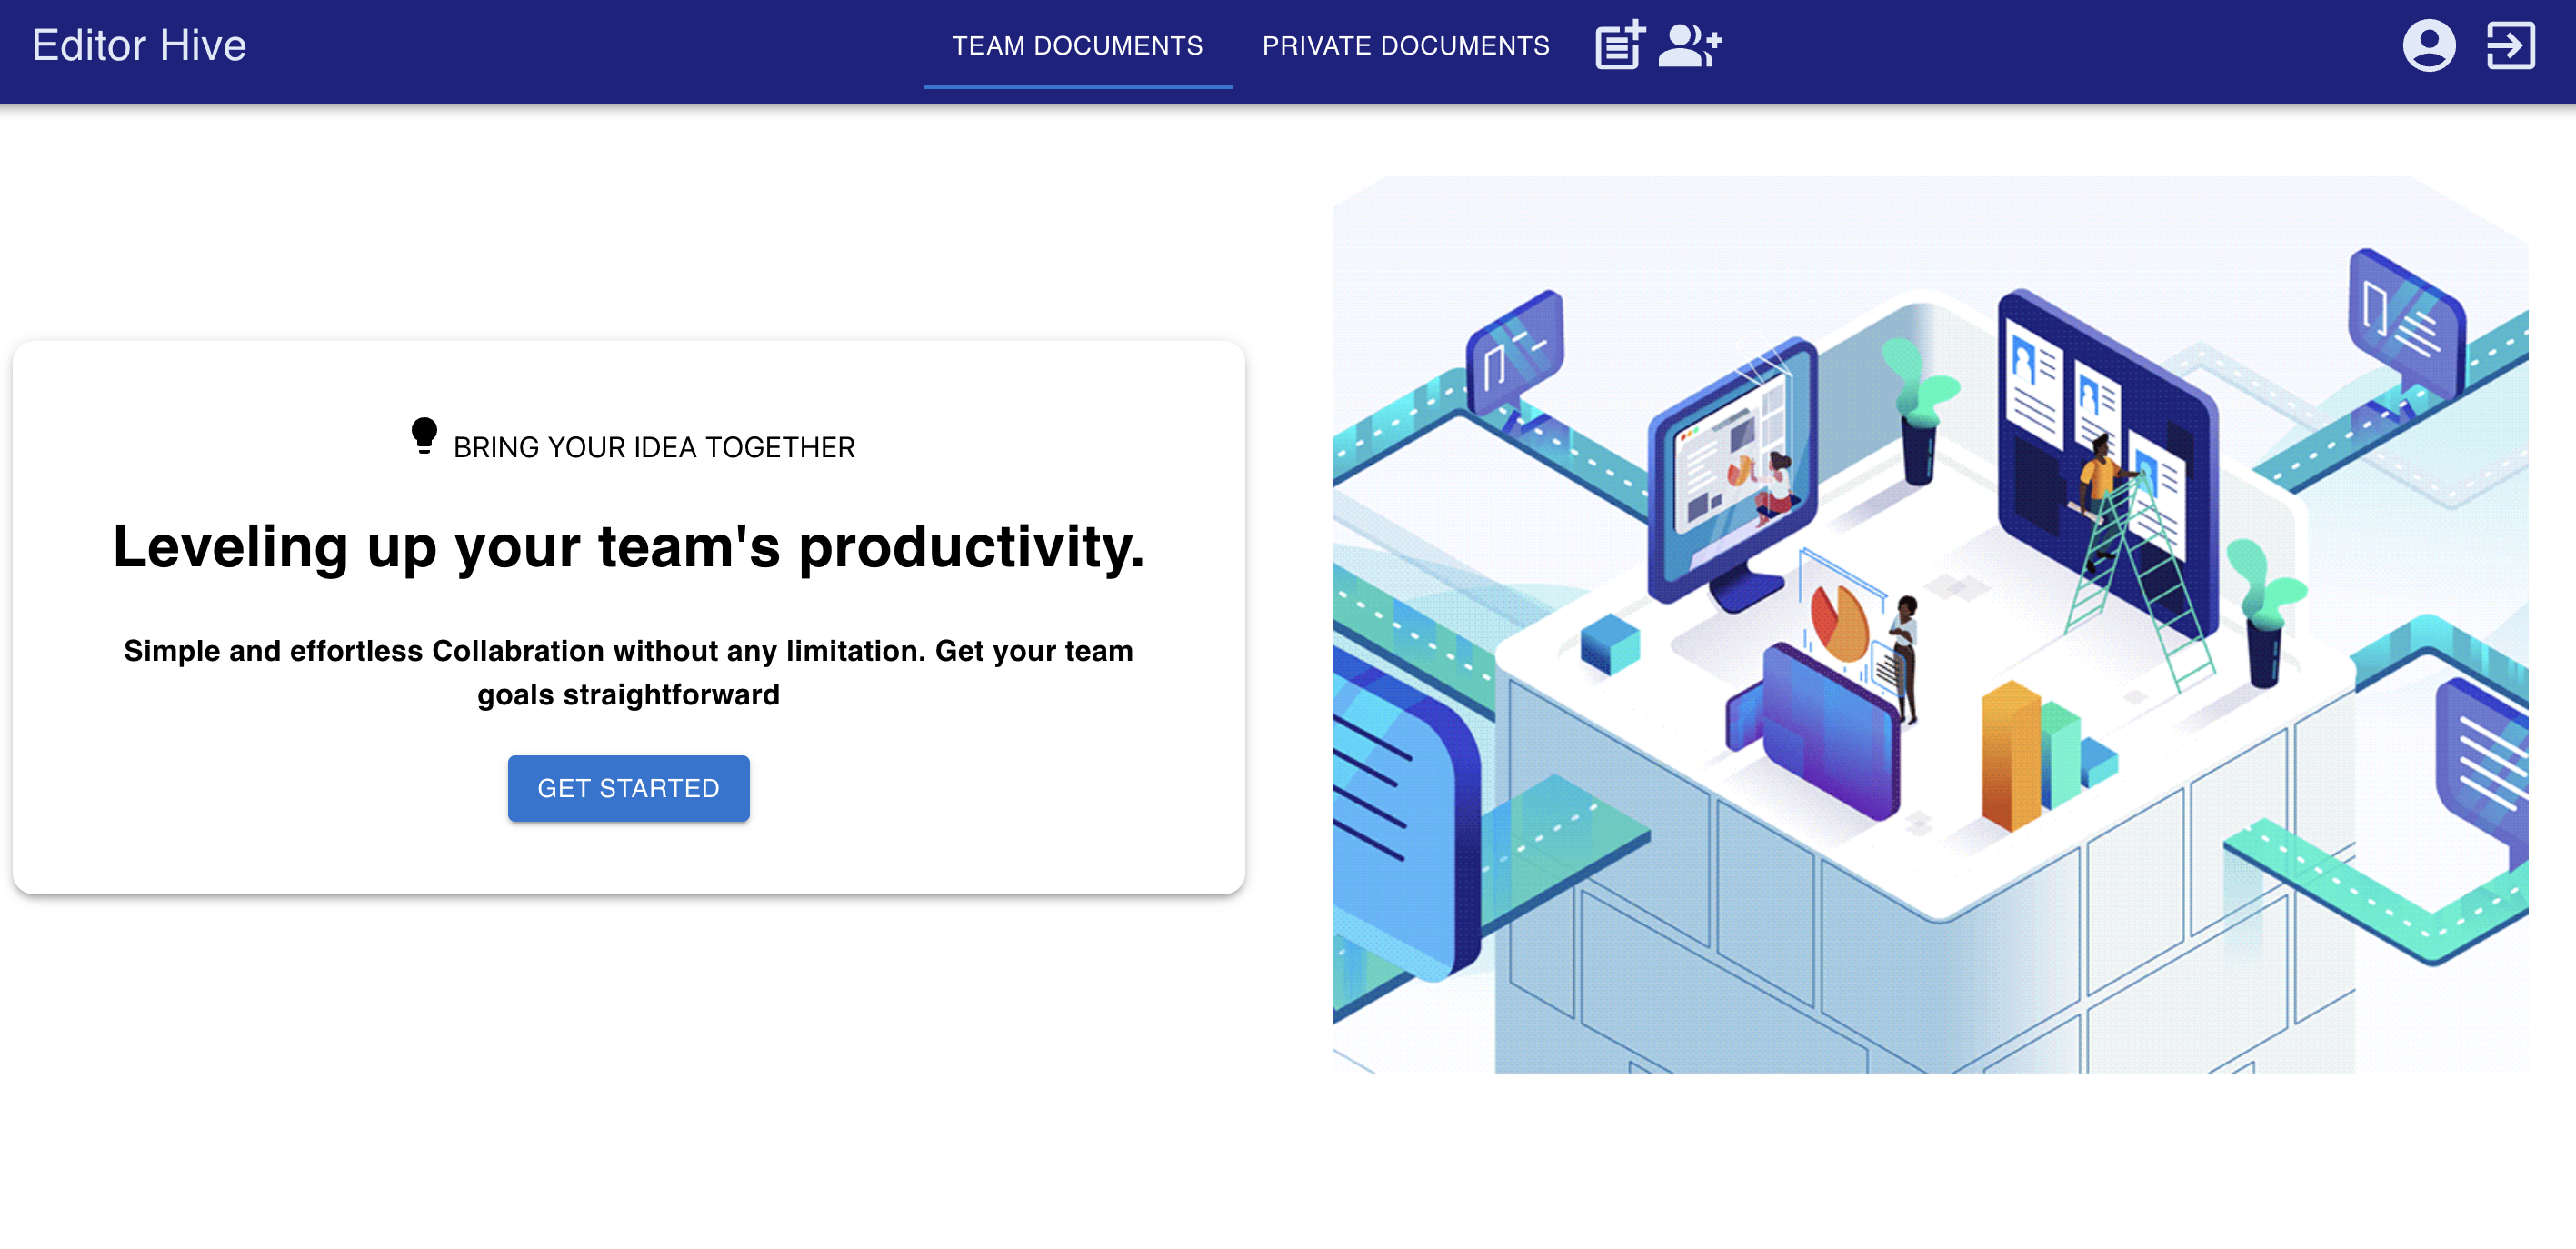 Editor Hive
TEAM DOCUMENTS
PRIVATE DOCUMENTS
BRING YOUR IDEA TOGETHER
Leveling up your team's productivity.
Simple and effortless Collabration without any limitation. Get your team
goals straightforward
GET STARTED